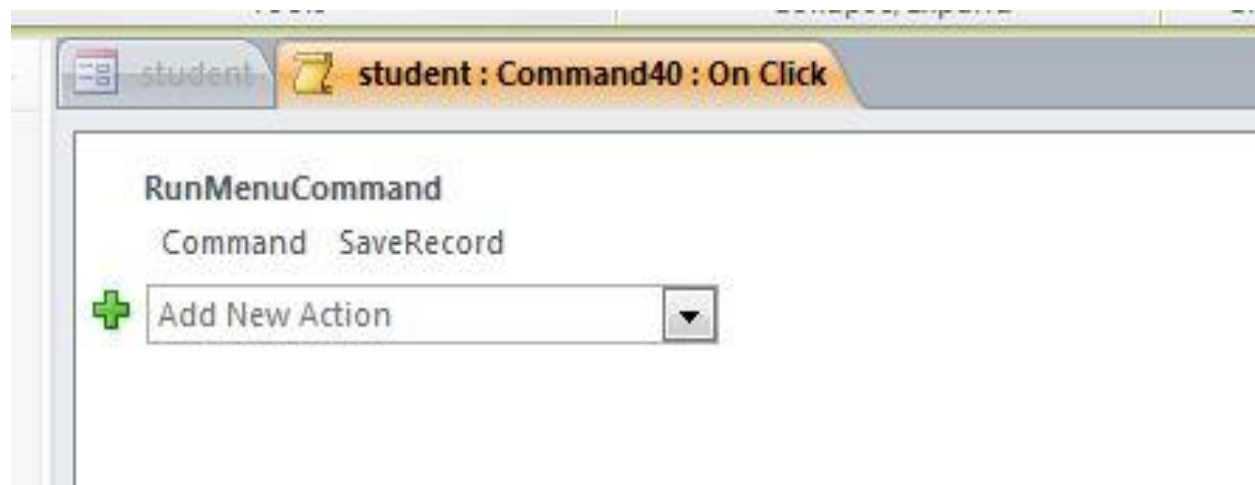 student
student : Command40 : On Click
RunMenuCommand
Command SaveRecord
Add New Action